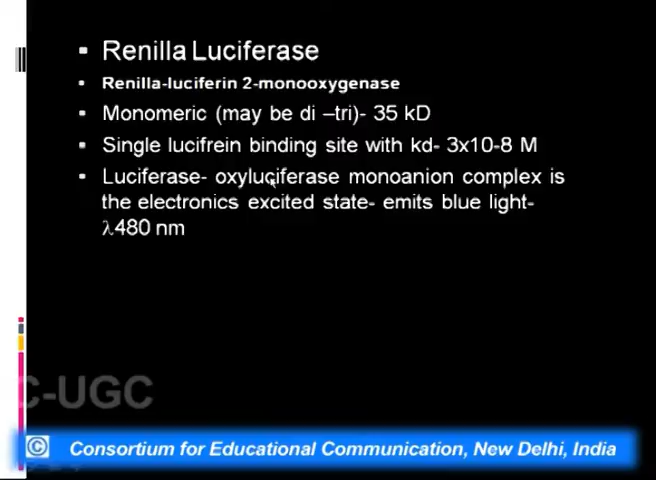 Renilla Luciferase
Renilla-luciferin 2-monooxygenase
Monomeric (may be di –tri)- 35 kD
Single lucifrein binding site with kd- 3x10-8 M
Luciferase- oxyluciferase monoanion complex is
the electronics excited state- emits blue light-
λ480 nm
C-UGC
© Consortium for Educational Communication, New Delhi, India